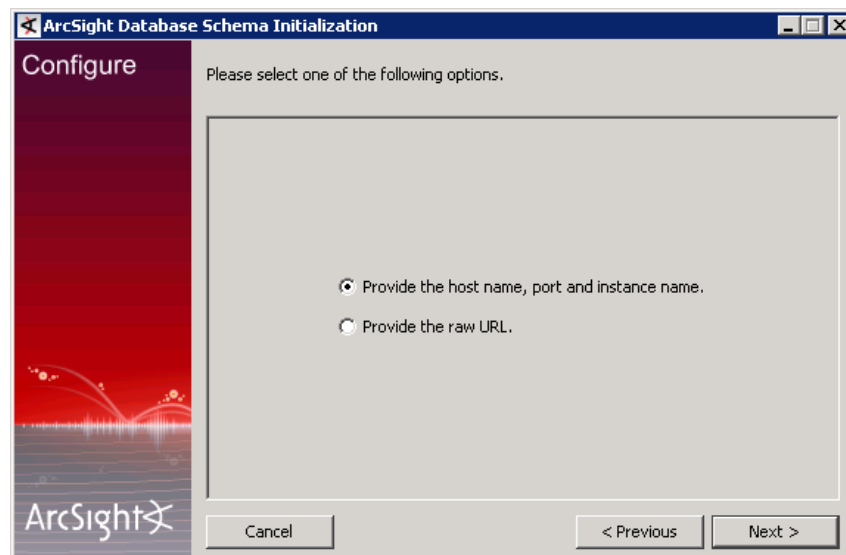 ArcSight Database Schema Initialization
Configure
Please select one of the following options.
Provide the host name, port and instance name.
Provide the raw URL.
ArcSight
Cancel
< Previous
Next >